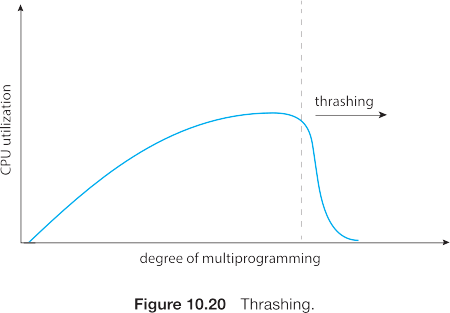 thrashing
CPU utilization
degree of multiprogramming
Figure 10.20 Thrashing.